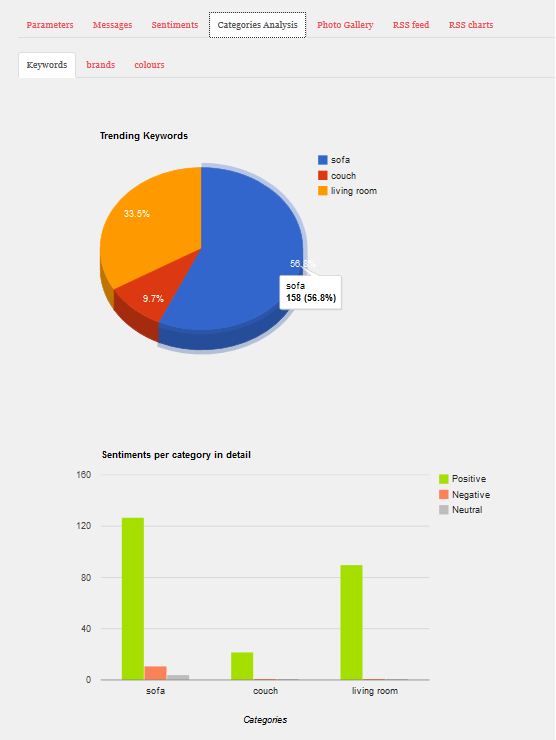 Parameters Messages Sentiments Categories Analysis Photo Gallery RSS feed RSS charts
Keywords brands colours
Trending Keywords
sofa
couch
living room
33.5%
9.7%
sofa
158 (56.8%)
Sentiments per category in detail
160
120
80
40
0
Positive
Negative
Neutral
sofa couch living room
Categories